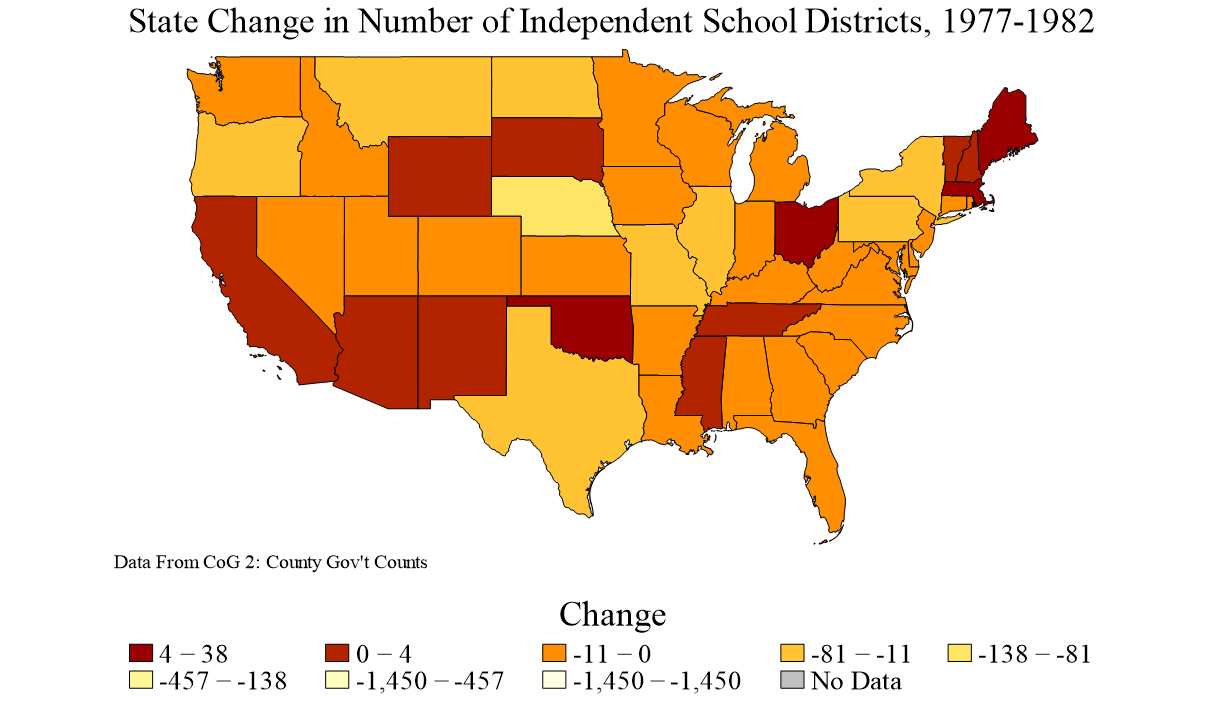 State Change in Number of Independent School Districts, 1977-1982
Data From CoG 2: County Gov't Counts
Change
4 – 38 0 – 4 -11 – 0 -81 – -11 -138 – -81
-457 – -138 -1,450 – -457 -1,450 – -1,450 No Data